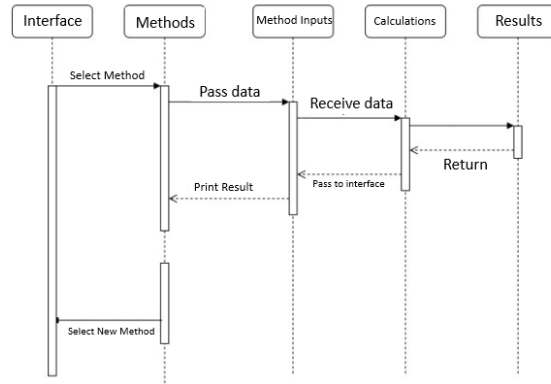 Interface
Methods
Method Inputs
Calculations
Results
Select Method
Pass data
Receive data
Return
Pass to interface
Print Result
Select New Method